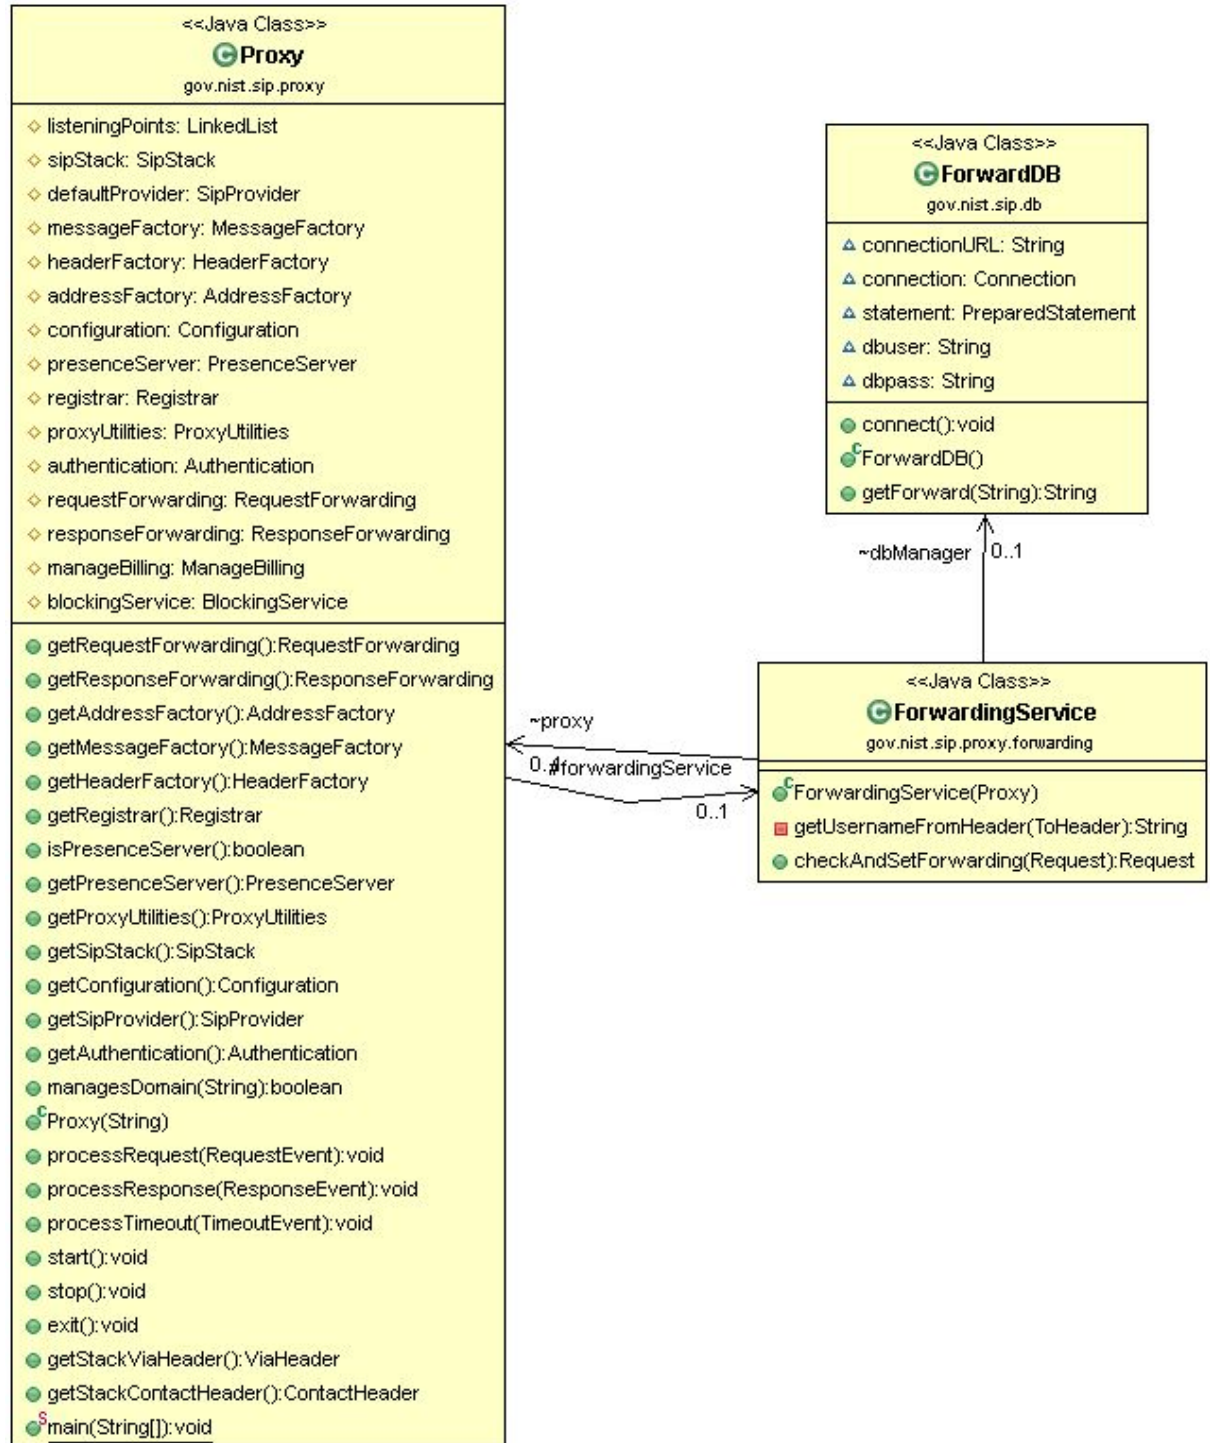 <<Java Class>>
Proxy
gov.nist.sip.proxy
listeningPoints: LinkedList
sipStack: SipStack
defaultProvider: SipProvider
messageFactory: MessageFactory
headerFactory: HeaderFactory
addressFactory: AddressFactory
configuration: Configuration
presenceServer: PresenceServer
registrar: Registrar
proxyUtilities: ProxyUtilities
authentication: Authentication
requestForwarding: RequestForwarding
responseForwarding: ResponseForwarding
manageBilling: ManageBilling
blockingService: BlockingService
getRequestForwarding():RequestForwarding
getResponseForwarding():ResponseForwarding
getAddressFactory():AddressFactory
getMessageFactory():MessageFactory
getHeaderFactory():HeaderFactory
getRegistrar():Registrar
isPresenceServer():boolean
getPresenceServer():PresenceServer
getProxyUtilities():ProxyUtilities
getSipStack():SipStack
getConfiguration():Configuration
getSipProvider():SipProvider
getAuthentication():Authentication
managesDomain(String):boolean
Proxy(String)
processRequest(RequestEvent):void
processResponse(ResponseEvent):void
processTimeout(TimeoutEvent):void
start():void
stop():void
exit():void
getStackViaHeader():ViaHeader
getStackContactHeader():ContactHeader
main(String[]):void
<<Java Class>>
ForwardDB
gov.nist.sip.db
connectionURL: String
connection: Connection
statement: PreparedStatement
dbuser: String
dbpass: String
connect():void
ForwardDB()
getForward(String):String
~dbManager
0..1
~proxy
0..1
#forwardingService
0..1
<<Java Class>>
ForwardingService
gov.nist.sip.proxy.forwarding
ForwardingService(Proxy)
getUsernameFromHeader(ToHeader):String
checkAndSetForwarding(Request):Request